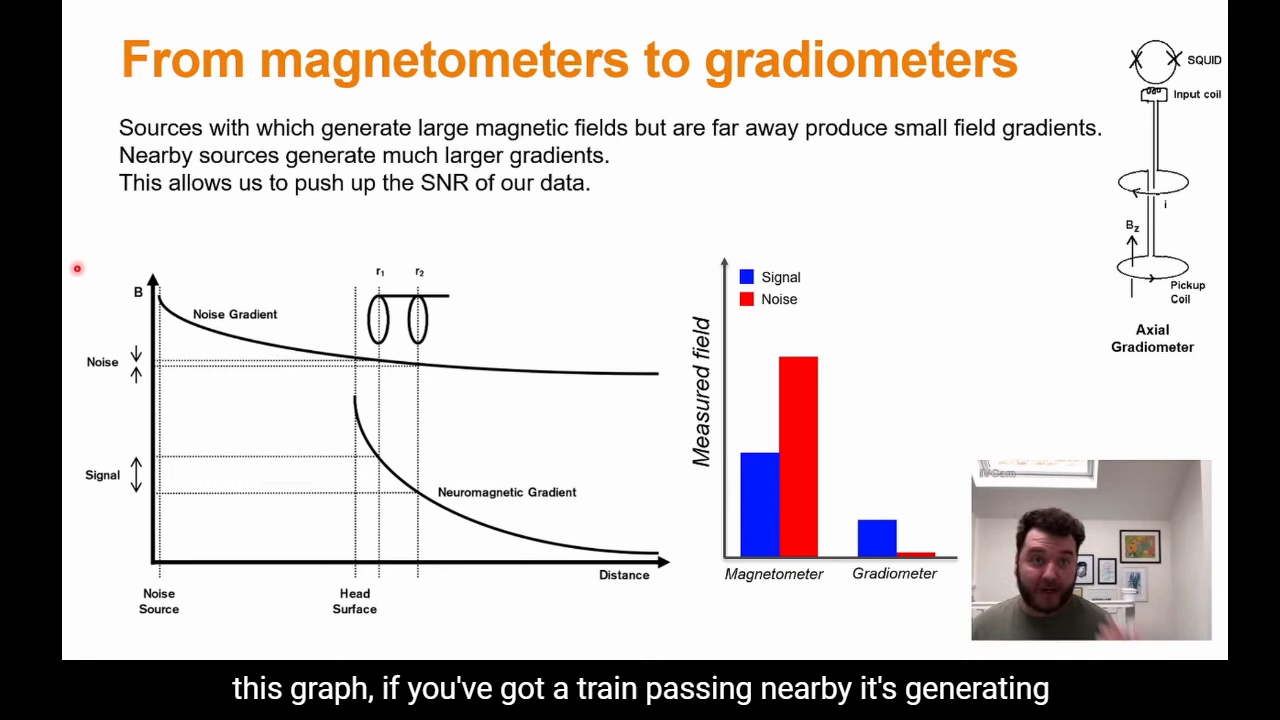 From magnetometers to gradiometers
Sources with which generate large magnetic fields but are far away produce small field gradients.
Nearby sources generate much larger gradients.
This allows us to push up the SNR of our data.
SQUID
Input coil
i
Bz
Pickup
Coil
Axial
Gradiometer
B
Noise Gradient
r1
r2
Noise
Signal
Neuromagnetic Gradient
Distance
Noise
Source
Head
Surface
Signal
Noise
Measured field
Magnetometer
Gradiometer
this graph, if you've got a train passing nearby it's generating